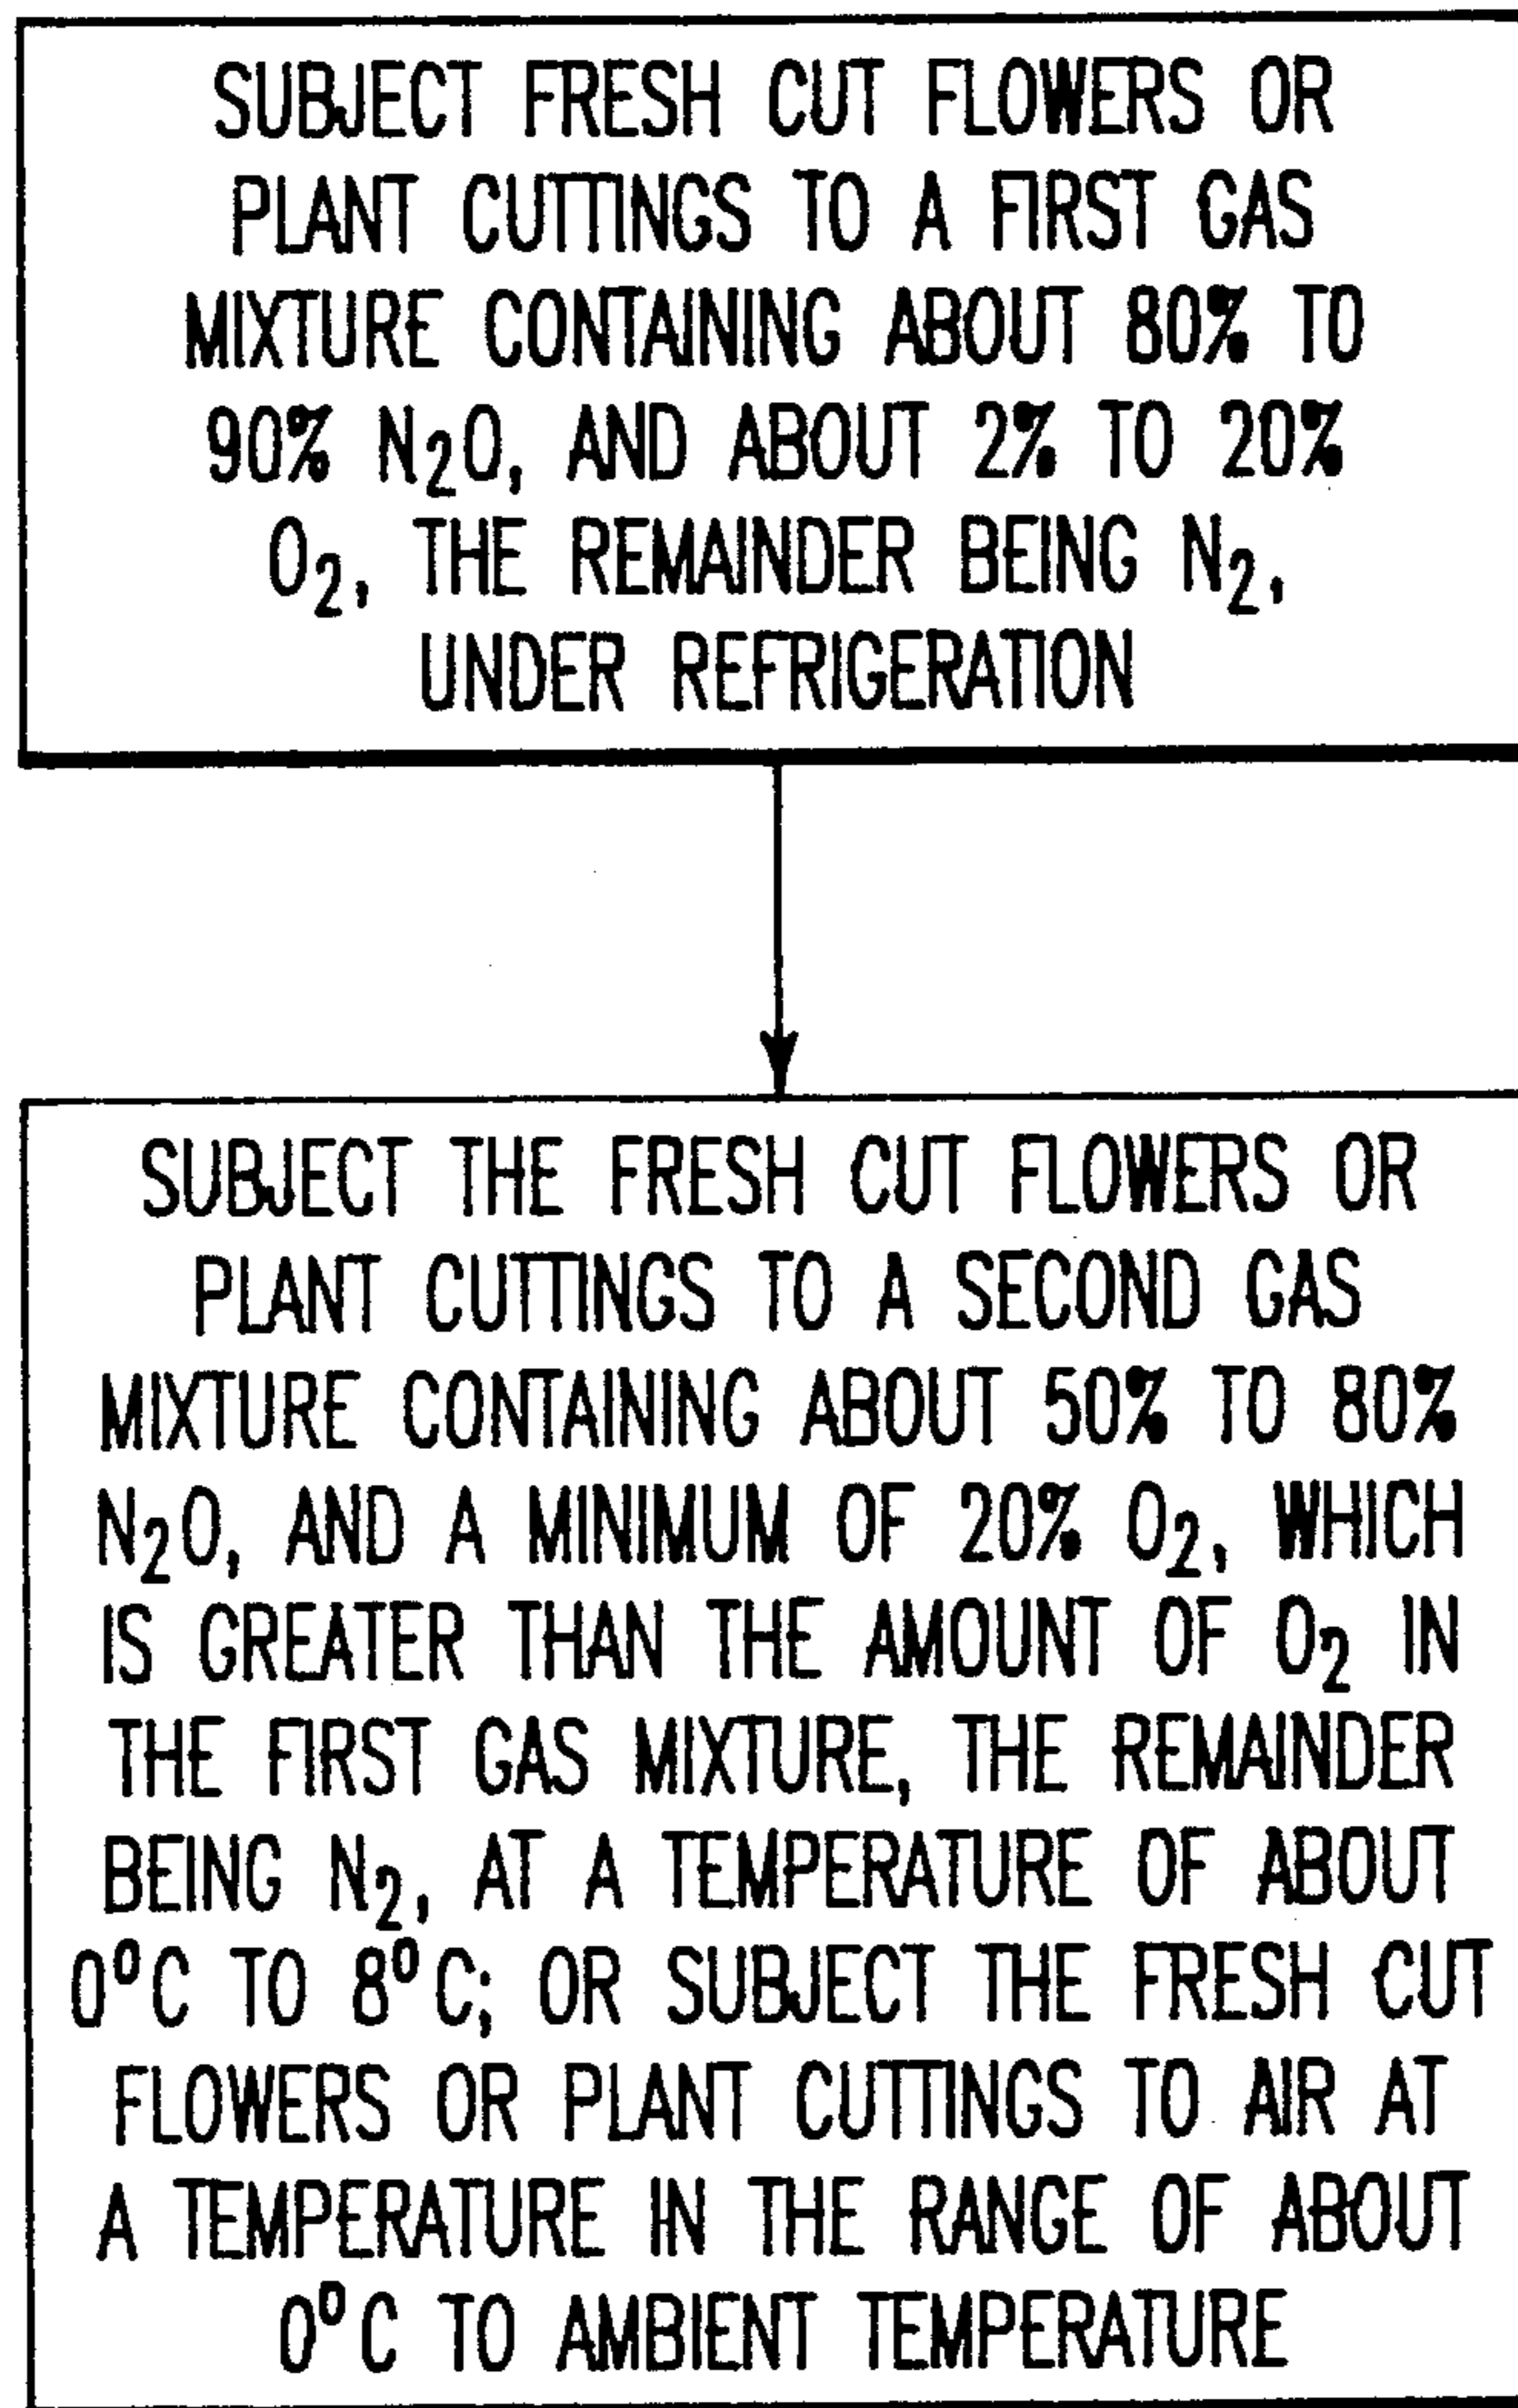 SUBJECT FRESH CUT FLOWERS OR
PLANT CUTTINGS TO A FIRST GAS
MIXTURE CONTAINING ABOUT 80% TO
90% N₂O, AND ABOUT 2% TO 20%
O₂, THE REMAINDER BEING N₂,
UNDER REFRIGERATION
SUBJECT THE FRESH CUT FLOWERS OR
PLANT CUTTINGS TO A SECOND GAS
MIXTURE CONTAINING ABOUT 50% TO 80%
N₂O, AND A MINIMUM OF 20% O₂, WHICH
IS GREATER THAN THE AMOUNT OF O₂ IN
THE FIRST GAS MIXTURE, THE REMAINDER
BEING N₂, AT A TEMPERATURE OF ABOUT
0°C TO 8°C; OR SUBJECT THE FRESH CUT
FLOWERS OR PLANT CUTTINGS TO AIR AT
A TEMPERATURE IN THE RANGE OF ABOUT
0°C TO AMBIENT TEMPERATURE